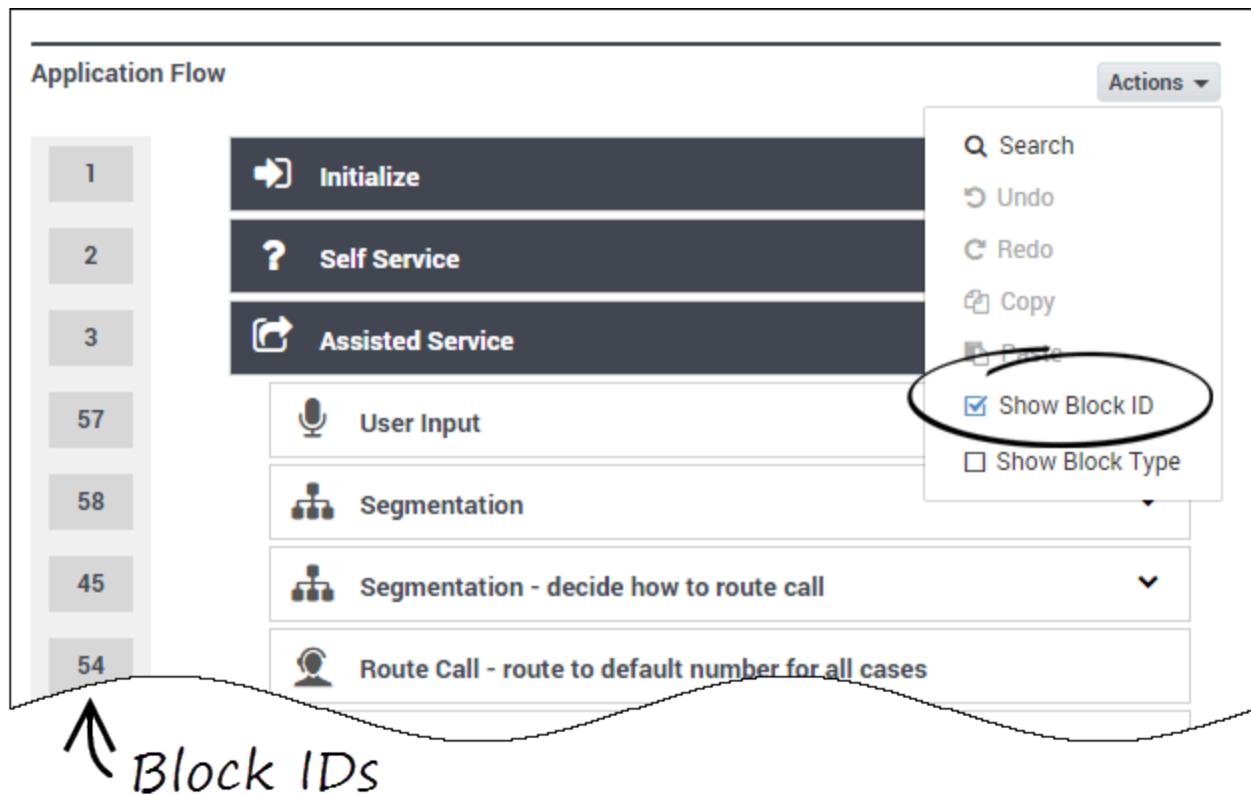 Application Flow
Actions
Search
Undo
Redo
Copy
Paste
Show Block ID
Show Block Type
1 Initialize
2 Self Service
3 Assisted Service
57 User Input
58 Segmentation
45 Segmentation - decide how to route call
54 Route Call - route to default number for all cases
Block IDs